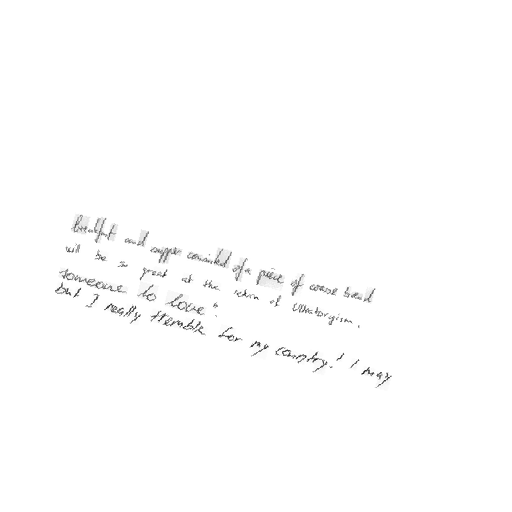 breakfast and supper consisted of a piece of coarse bread
will be so great at the return of
someone to love".
but I really tremble for my country.' I may